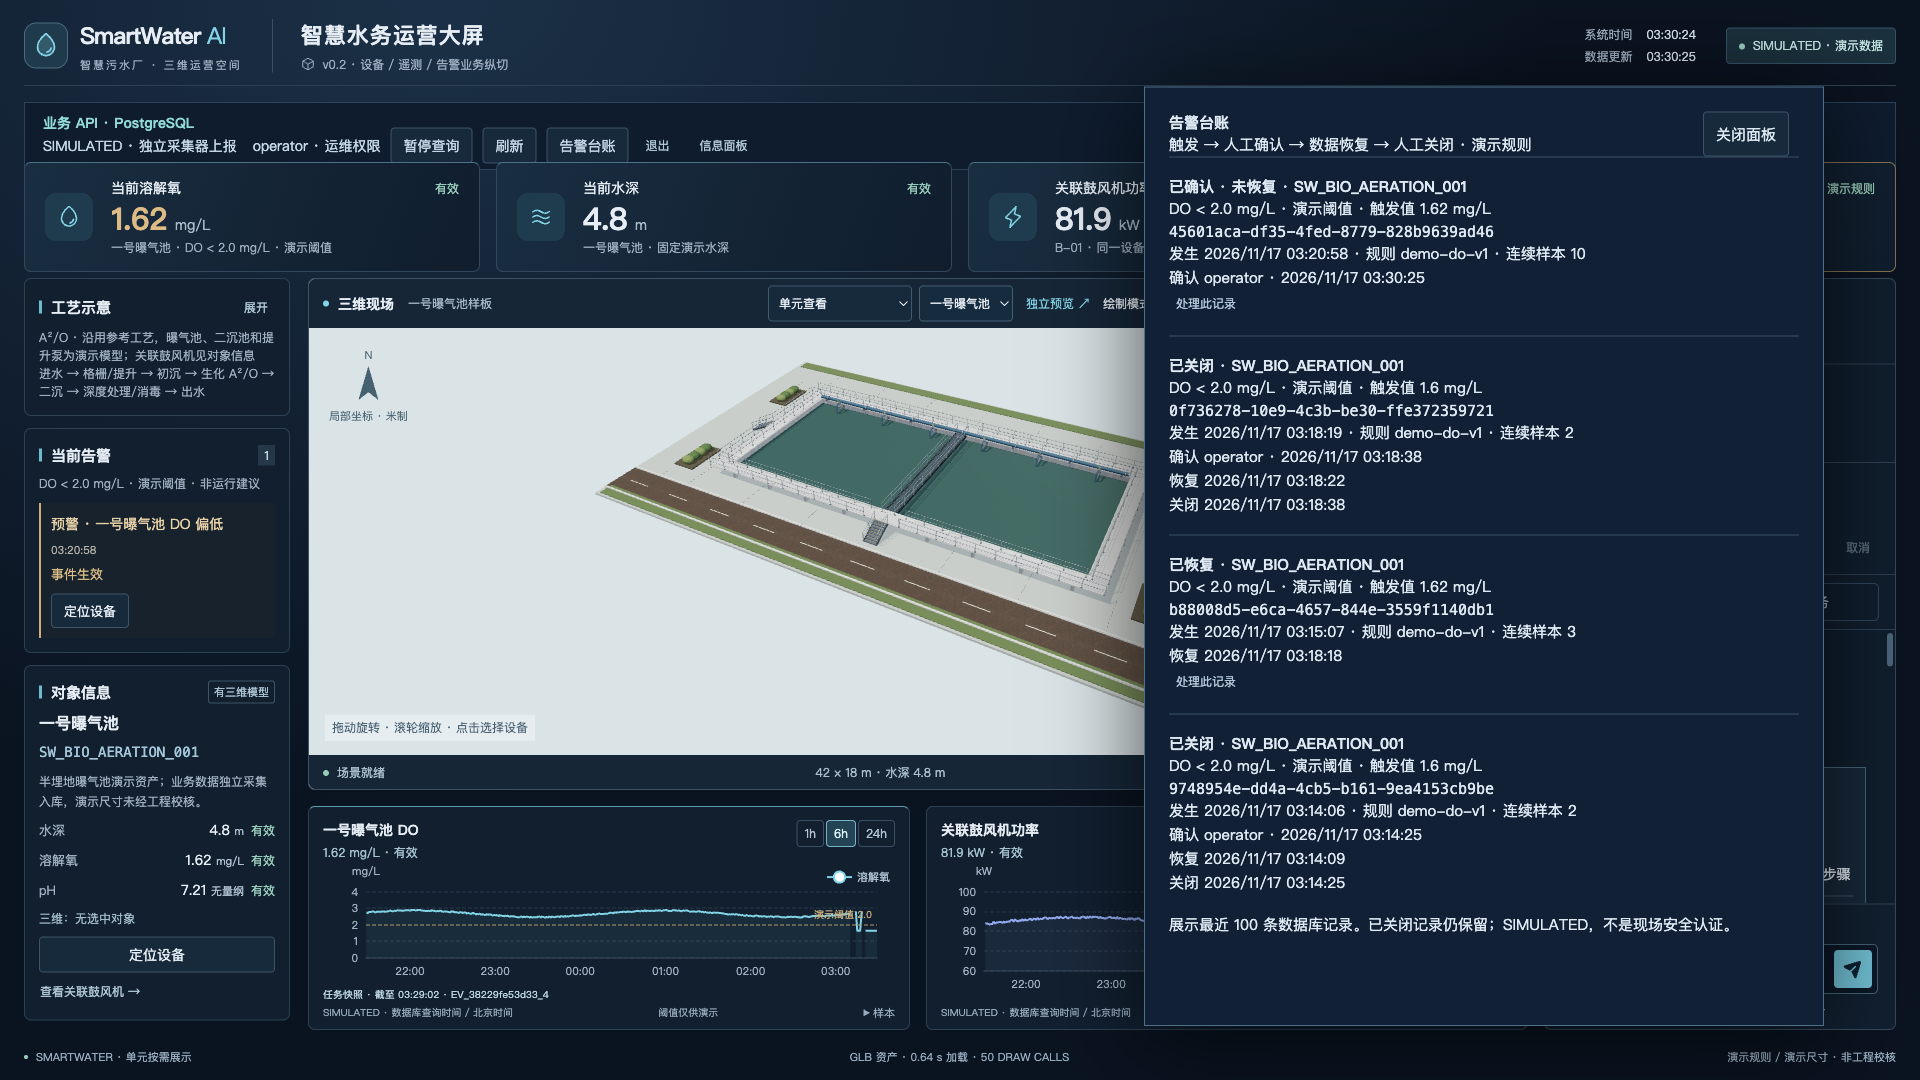 SmartWater AI
智慧污水厂 · 三维运营空间
智慧水务运营大屏
v0.2 · 设备 / 遥测 / 告警业务纵切
系统时间 03:30:24
数据更新 03:30:25
SIMULATED · 演示数据
业务 API · PostgreSQL
SIMULATED · 独立采集器上报 operator · 运维权限 暂停查询 刷新 告警台账 退出 信息面板
当前溶解氧 有效
1.62 mg/L
一号曝气池 · DO < 2.0 mg/L · 演示阈值
当前水深 有效
4.8 m
一号曝气池 · 固定演示水深
关联鼓风机功率
81.9 kW
B-01 · 同一设备
演示规则
工艺示意 展开
A²/O · 沿用参考工艺，曝气池、二沉池和提
升泵为演示模型；关联鼓风机见对象信息
进水 → 格栅/提升 → 初沉 → 生化 A²/O →
二沉 → 深度处理/消毒 → 出水
当前告警 1
DO < 2.0 mg/L · 演示阈值 · 非运行建议
预警 · 一号曝气池 DO 偏低
03:20:58
事件生效
定位设备
对象信息 有三维模型
一号曝气池
SW_BIO_AERATION_001
半埋地曝气池演示资产；业务数据独立采集
入库，演示尺寸未经工程校核。
水深 4.8 m 有效
溶解氧 1.62 mg/L 有效
pH 7.21 无量纲 有效
三维：无选中对象
定位设备
查看关联鼓风机 →
三维现场 一号曝气池样板 单元查看 一号曝气池 独立预览 ↗ 绘制模式
N
局部坐标 · 米制
拖动旋转 · 滚轮缩放 · 点击选择设备
场景就绪 42 × 18 m · 水深 4.8 m
一号曝气池 DO 1h 6h 24h
1.62 mg/L · 有效
mg/L
溶解氧
4
3
演示阈值 2.0
2
1
0
22:00 23:00 00:00 01:00 02:00 03:00
任务快照 · 截至 03:29:02 · EV_38229fe53d33_4
SIMULATED · 数据库查询时间 / 北京时间 阈值仅供演示 ▶ 样本
关联鼓风机功率
81.9 kW · 有效
kW
100
90
80
70
60
22:00 23:00
SIMULATED · 数据库查询时间 / 北京时间
告警台账
触发 → 人工确认 → 数据恢复 → 人工关闭 · 演示规则
关闭面板
已确认 · 未恢复 · SW_BIO_AERATION_001
DO < 2.0 mg/L · 演示阈值 · 触发值 1.62 mg/L
45601aca-df35-4fed-8779-828b9639ad46
发生 2026/11/17 03:20:58 · 规则 demo-do-v1 · 连续样本 10
确认 operator · 2026/11/17 03:30:25
处理此记录
已关闭 · SW_BIO_AERATION_001
DO < 2.0 mg/L · 演示阈值 · 触发值 1.6 mg/L
0f736278-10e9-4c3b-be30-ffe372359721
发生 2026/11/17 03:18:19 · 规则 demo-do-v1 · 连续样本 2
确认 operator · 2026/11/17 03:18:38
恢复 2026/11/17 03:18:22
关闭 2026/11/17 03:18:38
已恢复 · SW_BIO_AERATION_001
DO < 2.0 mg/L · 演示阈值 · 触发值 1.62 mg/L
b88008d5-e6ca-4657-844e-3559f1140db1
发生 2026/11/17 03:15:07 · 规则 demo-do-v1 · 连续样本 3
恢复 2026/11/17 03:18:18
处理此记录
已关闭 · SW_BIO_AERATION_001
DO < 2.0 mg/L · 演示阈值 · 触发值 1.6 mg/L
9748954e-dd4a-4cb5-b161-9ea4153cb9be
发生 2026/11/17 03:14:06 · 规则 demo-do-v1 · 连续样本 2
确认 operator · 2026/11/17 03:14:25
恢复 2026/11/17 03:14:09
关闭 2026/11/17 03:14:25
展示最近 100 条数据库记录。已关闭记录仍保留；SIMULATED，不是现场安全认证。
取消
步骤
SMARTWATER · 单元按需展示
GLB 资产 · 0.64 s 加载 · 50 DRAW CALLS
演示规则 / 演示尺寸 · 非工程校核